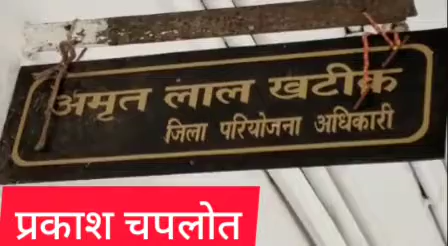 अमृत लाल खटीक
जिला परियोजना अधिकारी
प्रकाश चपलोत